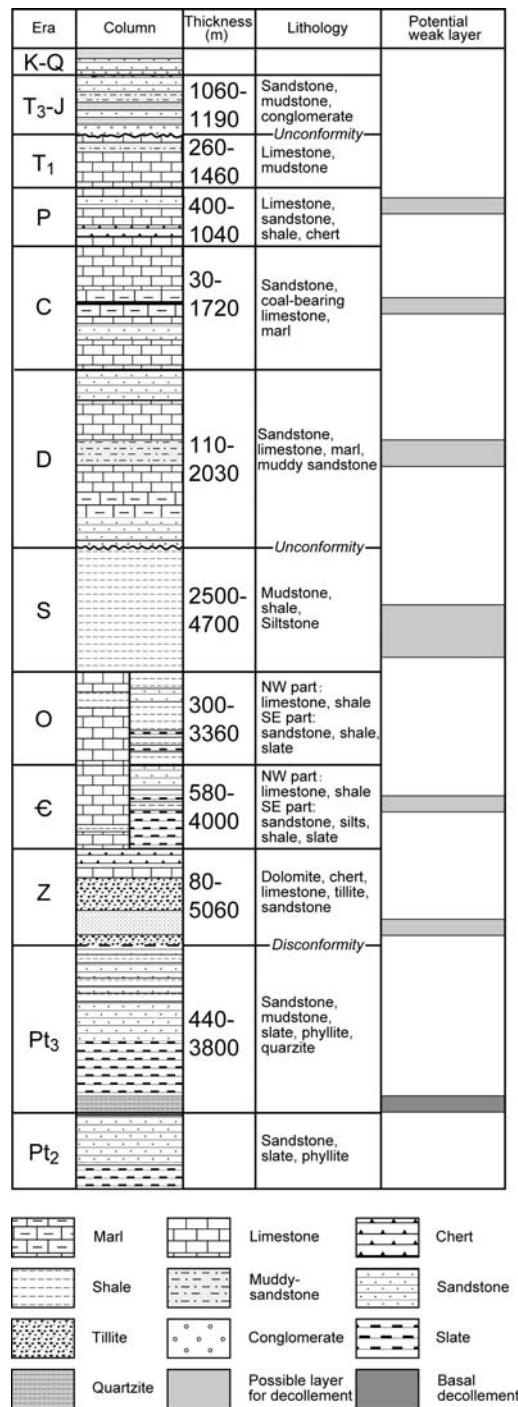 Era Column Thickness (m) Lithology Potential weak layer
K-Q
T3-J 1060-1190 Sandstone, mudstone, conglomerate
Unconformity
T1 260-1460 Limestone, mudstone
P 400-1040 Limestone, sandstone, shale, chert
C 30-1720 Sandstone, coal-bearing limestone, marl
D 110-2030 Sandstone, limestone, marl, muddy sandstone
Unconformity
S 2500-4700 Mudstone, shale, Siltstone
O 300-3360 NW part: limestone, shale SE part: sandstone, shale, slate
Є 580-4000 NW part: limestone, shale SE part: sandstone, silts, shale, slate
Z 80-5060 Dolomite, chert, limestone, tillite, sandstone
Disconformity
Pt3 440-3800 Sandstone, mudstone, slate, phyllite, quarzite
Pt2 Sandstone, slate, phyllite
Marl Limestone Chert
Shale Muddy-sandstone Sandstone
Tillite Conglomerate Slate
Quartzite Possible layer for decollement Basal decollement